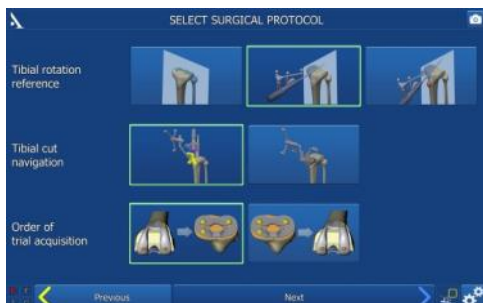 SELECT SURGICAL PROTOCOL
Tibial rotation
reference
Tibial cut
navigation
Order of
trial acquisition
Previous
Next